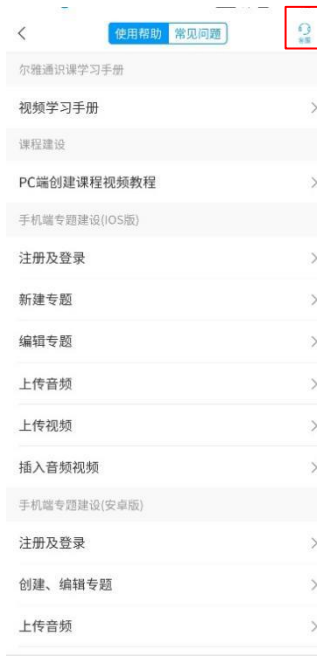 使用帮助 常见问题
客服
尔雅通识课学习手册
视频学习手册
课程建设
PC端创建课程视频教程
手机端专题建设(IOS版)
注册及登录
新建专题
编辑专题
上传音频
上传视频
插入音频视频
手机端专题建设(安卓版)
注册及登录
创建、编辑专题
上传音频